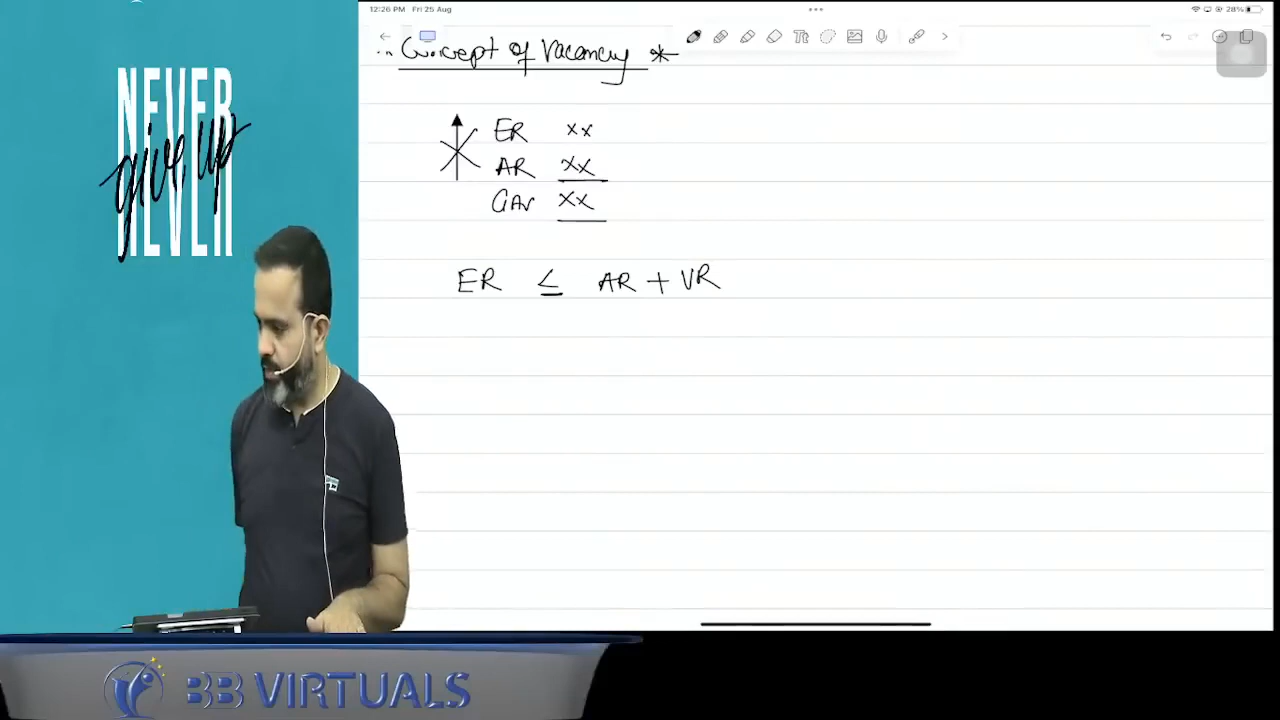 12:26 PM Fri 25 Aug
28%
Concept of Vacancy *
ER xx
AR xx
GAV xx
ER ≤ AR + VR
NEVER
give up
NEVER
BB VIRTUALS